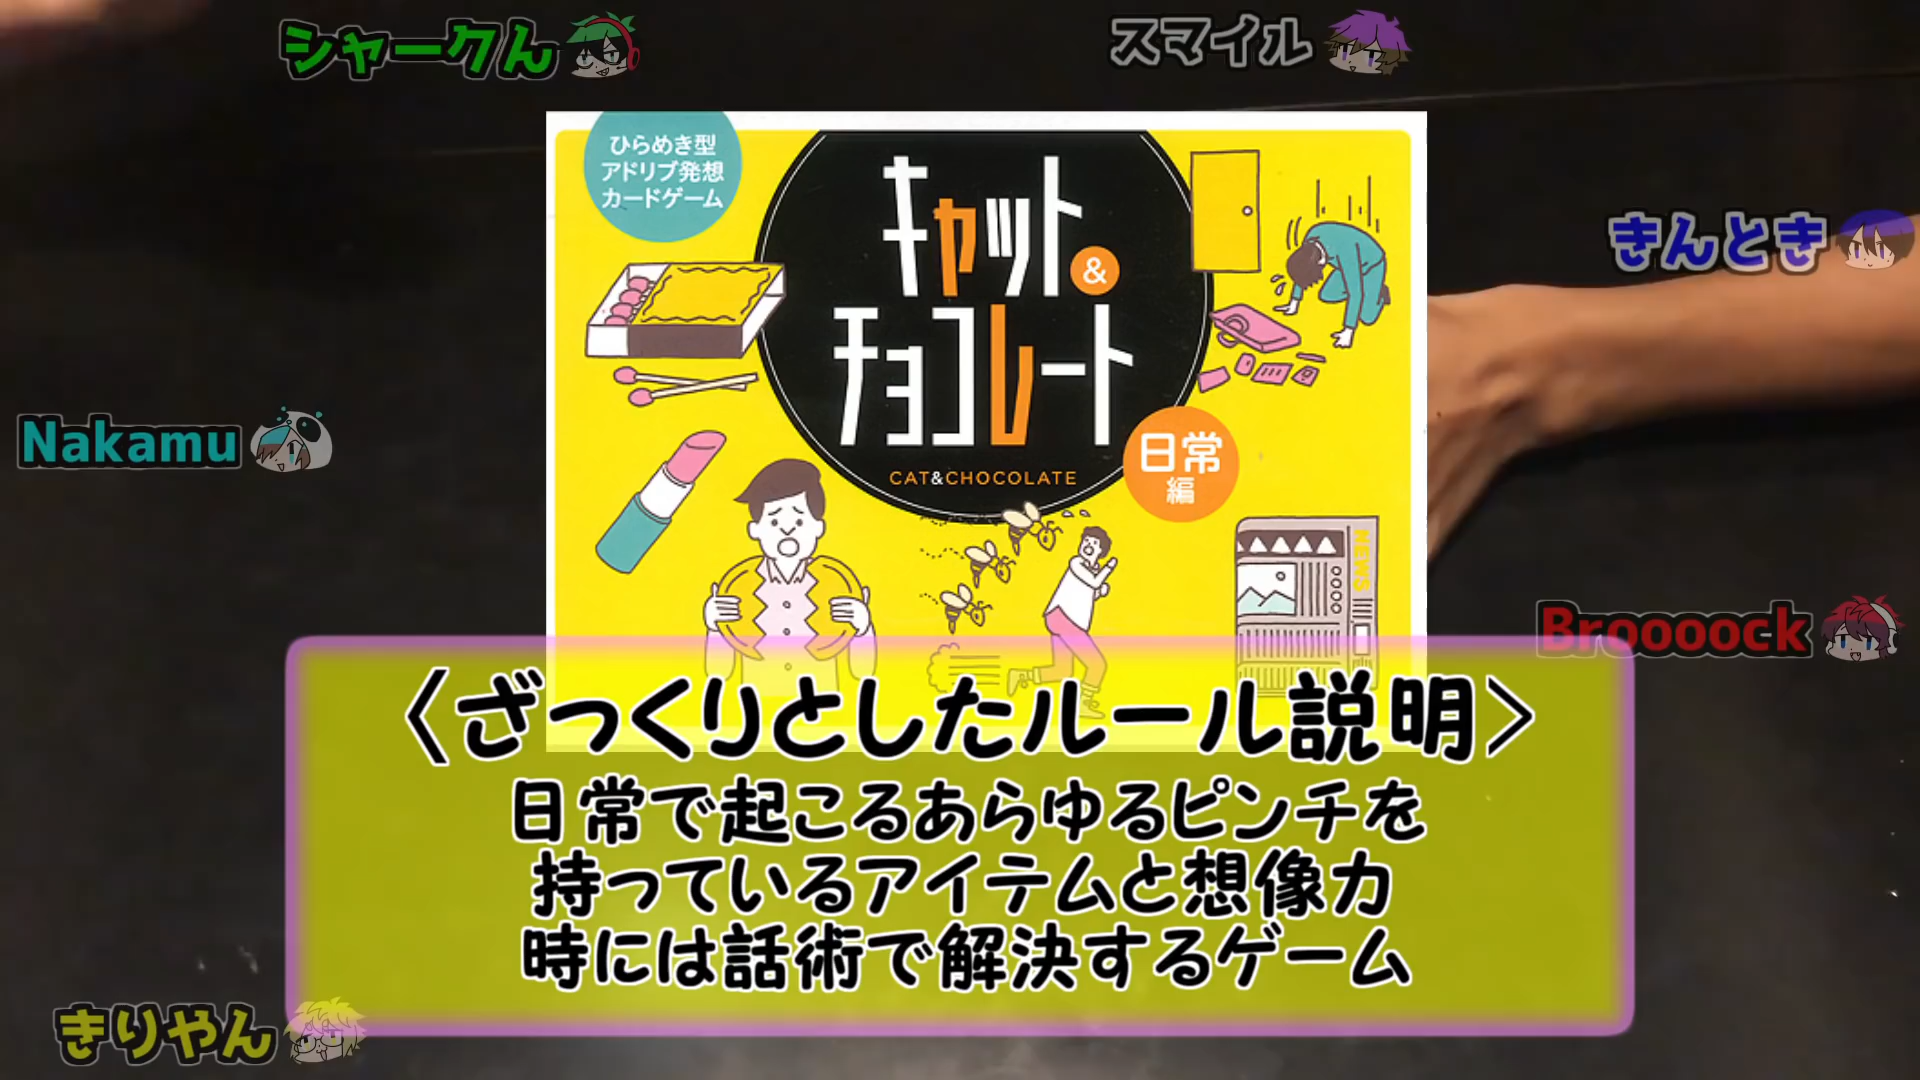 シャークん
スマイル
ひらめき型
アドリブ発想
カードゲーム
キャット&
チョコレート
CAT&CHOCOLATE
日常
編
きんとき
Nakamu
NEWS
Broooock
〈ざっくりとしたルール説明〉
日常で起こるあらゆるピンチを
持っているアイテムと想像力
時には話術で解決するゲーム
きりやん